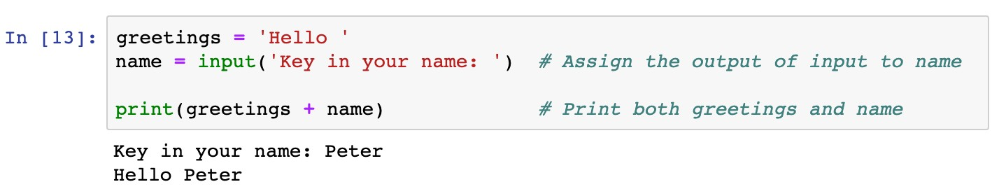 In [13]: greetings = 'Hello '
name = input('Key in your name: ')  # Assign the output of input to name
print(greetings + name)             # Print both greetings and name
Key in your name: Peter
Hello Peter